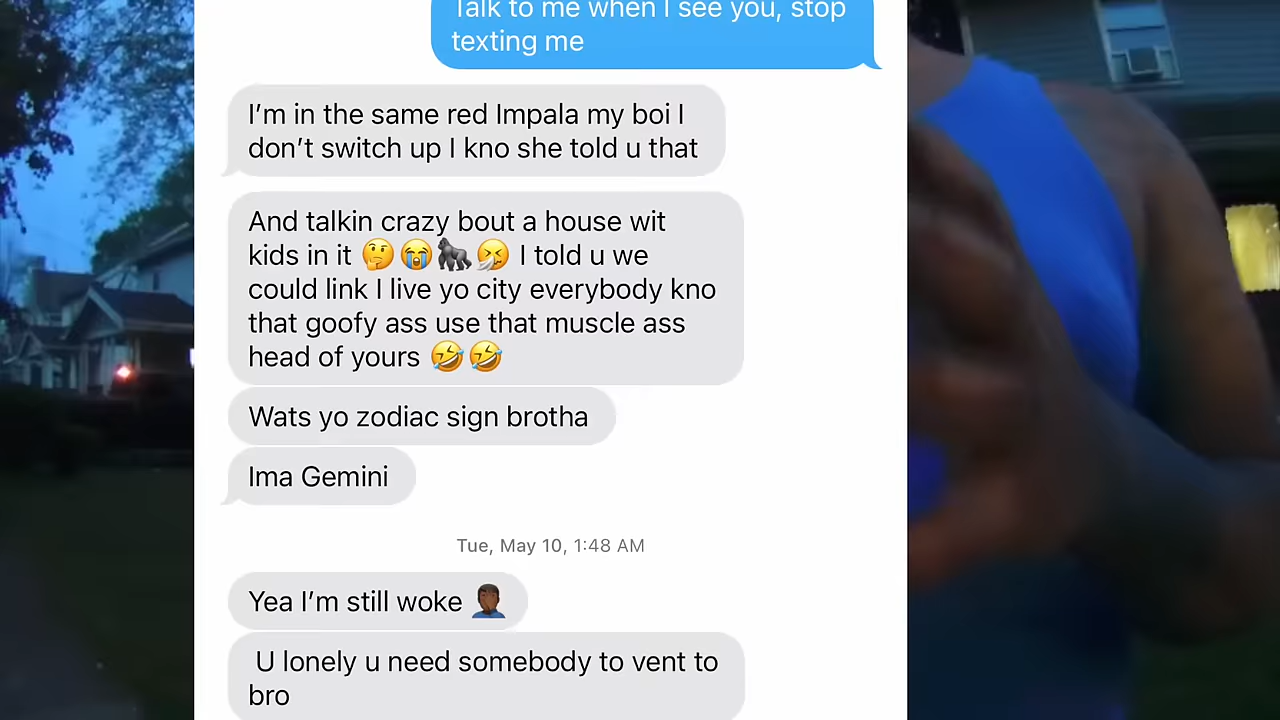 Talk to me when I see you, stop
texting me
I’m in the same red Impala my boi I
don’t switch up I kno she told u that
And talkin crazy bout a house wit
kids in it 🤔😭🦍🤧 I told u we
could link I live yo city everybody kno
that goofy ass use that muscle ass
head of yours 🤣🤣
Wats yo zodiac sign brotha
Ima Gemini
Tue, May 10, 1:48 AM
Yea I’m still woke 🤦🏾‍♂️
U lonely u need somebody to vent to
bro